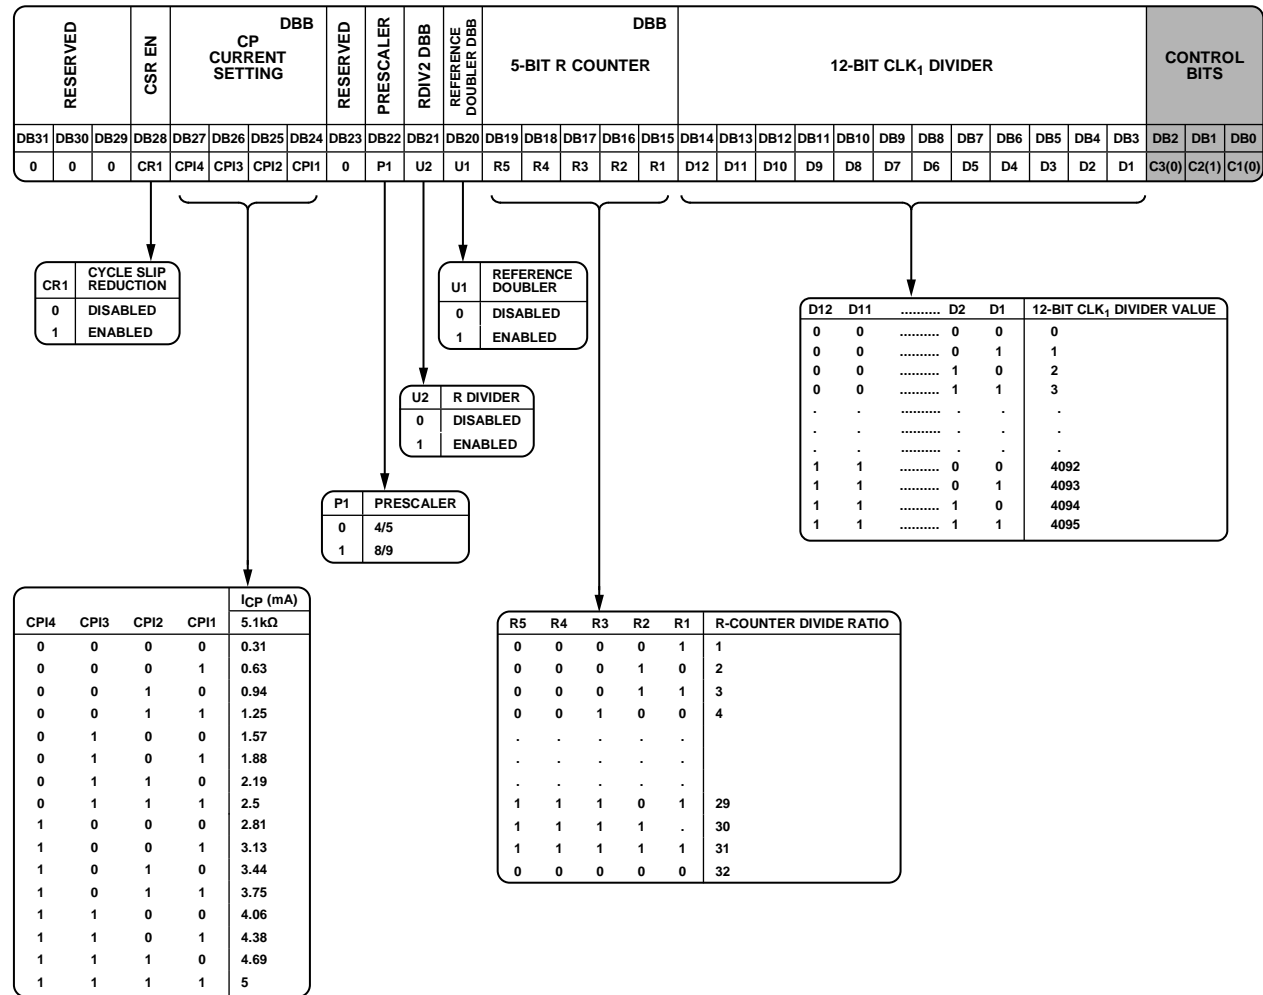 RESERVED
CSR EN
DBB
CP
CURRENT
SETTING
RESERVED
PRESCALER
RDIV2 DBB
REFERENCE
DOUBLER DBB
DBB
5-BIT R COUNTER
12-BIT CLK1 DIVIDER
CONTROL
BITS
DB31 DB30 DB29 DB28 DB27 DB26 DB25 DB24 DB23 DB22 DB21 DB20 DB19 DB18 DB17 DB16 DB15 DB14 DB13 DB12 DB11 DB10 DB9 DB8 DB7 DB6 DB5 DB4 DB3 DB2 DB1 DB0
0 0 0 CR1 CPI4 CPI3 CPI2 CPI1 0 P1 U2 U1 R5 R4 R3 R2 R1 D12 D11 D10 D9 D8 D7 D6 D5 D4 D3 D2 D1 C3(0) C2(1) C1(0)
CR1 CYCLE SLIP
REDUCTION
0 DISABLED
1 ENABLED
U1 REFERENCE
DOUBLER
0 DISABLED
1 ENABLED
U2 R DIVIDER
0 DISABLED
1 ENABLED
P1 PRESCALER
0 4/5
1 8/9
D12 D11 .......... D2 D1 12-BIT CLK1 DIVIDER VALUE
0 0 .......... 0 0 0
0 0 .......... 0 1 1
0 0 .......... 1 0 2
0 0 .......... 1 1 3
. . .......... . . .
. . .......... . . .
. . .......... . . .
1 1 .......... 0 0 4092
1 1 .......... 0 1 4093
1 1 .......... 1 0 4094
1 1 .......... 1 1 4095
ICP (mA)
CPI4 CPI3 CPI2 CPI1 5.1kΩ
0 0 0 0 0.31
0 0 0 1 0.63
0 0 1 0 0.94
0 0 1 1 1.25
0 1 0 0 1.57
0 1 0 1 1.88
0 1 1 0 2.19
0 1 1 1 2.5
1 0 0 0 2.81
1 0 0 1 3.13
1 0 1 0 3.44
1 0 1 1 3.75
1 1 0 0 4.06
1 1 0 1 4.38
1 1 1 0 4.69
1 1 1 1 5
R5 R4 R3 R2 R1 R-COUNTER DIVIDE RATIO
0 0 0 0 1 1
0 0 0 1 0 2
0 0 0 1 1 3
0 0 1 0 0 4
. . . . .
. . . . .
. . . . .
1 1 1 0 1 29
1 1 1 1 . 30
1 1 1 1 1 31
0 0 0 0 0 32